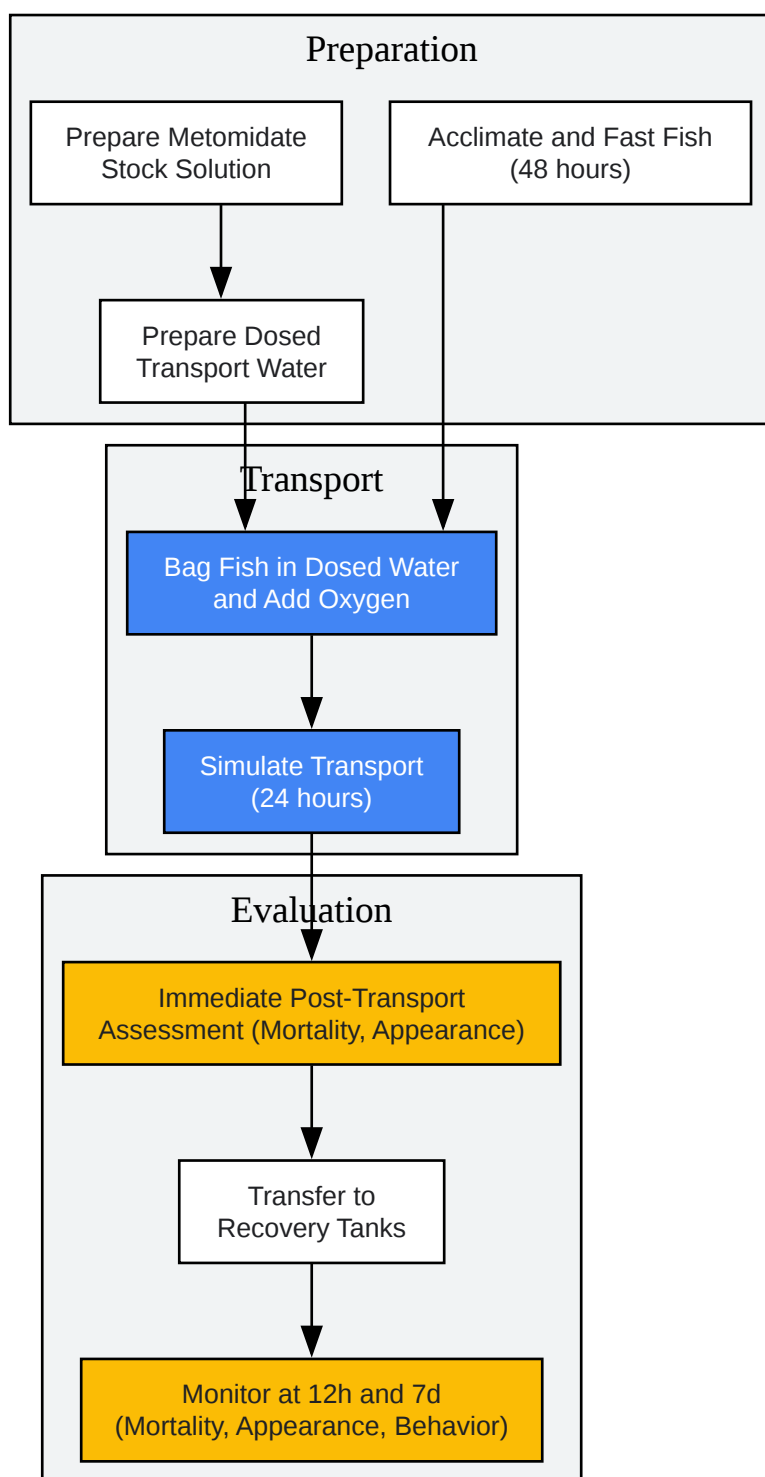 Preparation
Prepare Metomidate
Stock Solution
Acclimate and Fast Fish
(48 hours)
Prepare Dosed
Transport Water
Transport
Bag Fish in Dosed Water
and Add Oxygen
Simulate Transport
(24 hours)
Evaluation
Immediate Post-Transport
Assessment (Mortality, Appearance)
Transfer to
Recovery Tanks
Monitor at 12h and 7d
(Mortality, Appearance, Behavior)